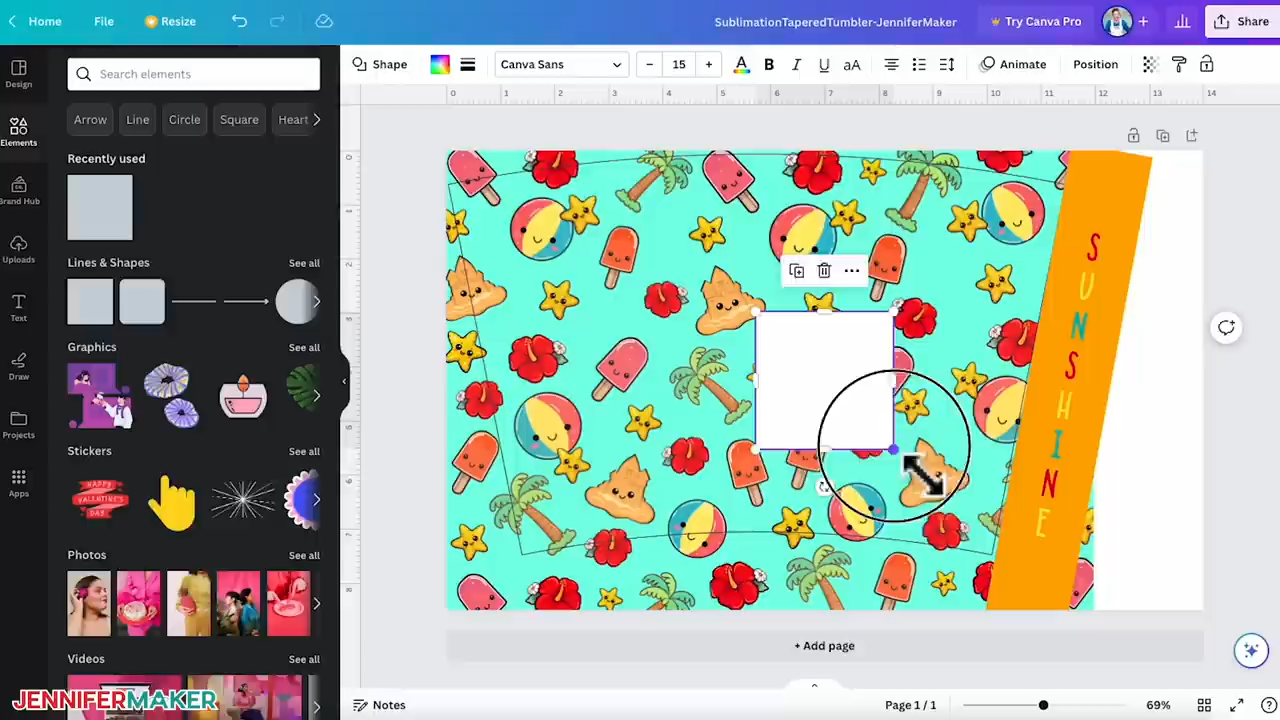 Home
File
Resize
SublimationTaperedTumbler-JenniferMaker
Try Canva Pro
Share
Design
Elements
Brand Hub
Uploads
Text
Draw
Projects
Apps
Search elements
Arrow
Line
Circle
Square
Heart
Recently used
Lines & Shapes
See all
Graphics
See all
Stickers
See all
HAPPY
VALENTINE'S
DAY
Photos
See all
Videos
See all
JENNIFERMAKER
Shape
Canva Sans
15
A
B
I
U
aA
Animate
Position
0 1 2 3 4 5 6 7 8 9 10 11 12 13 14
SUNSHINE
+ Add page
Notes
Page 1 / 1
69%